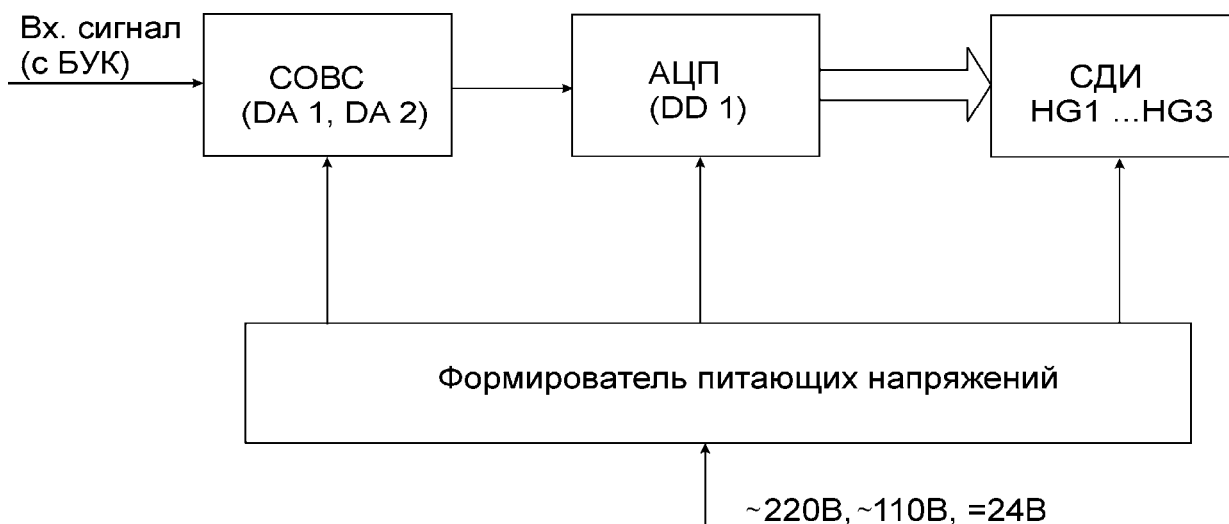 Вх. сигнал
(с БУК)
СОВС
(DA 1, DA 2)
АЦП
(DD 1)
СДИ
HG1 ...HG3
Формирователь питающих напряжений
~220В, ~110В, =24В